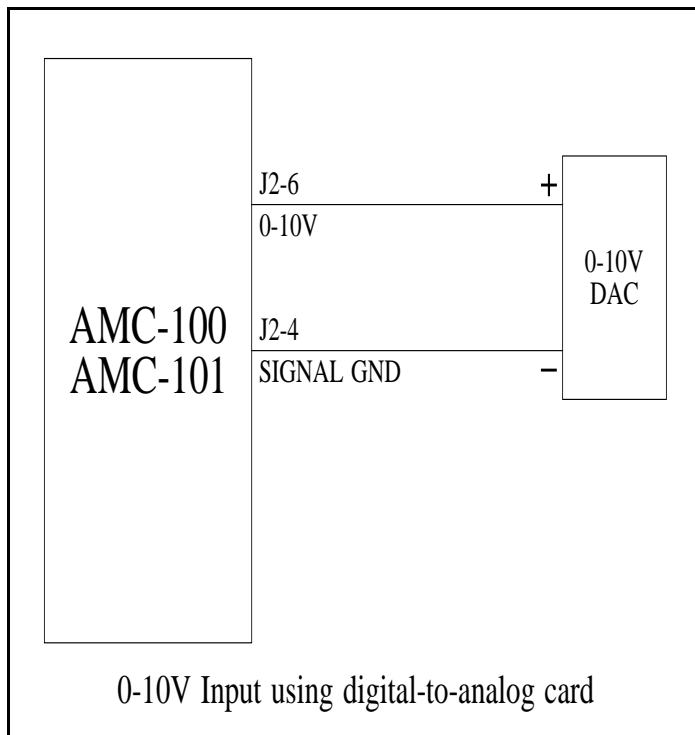 J2-6
+
0-10V
0-10V
DAC
AMC-100
J2-4
AMC-101
SIGNAL GND
-
0-10V Input using digital-to-analog card